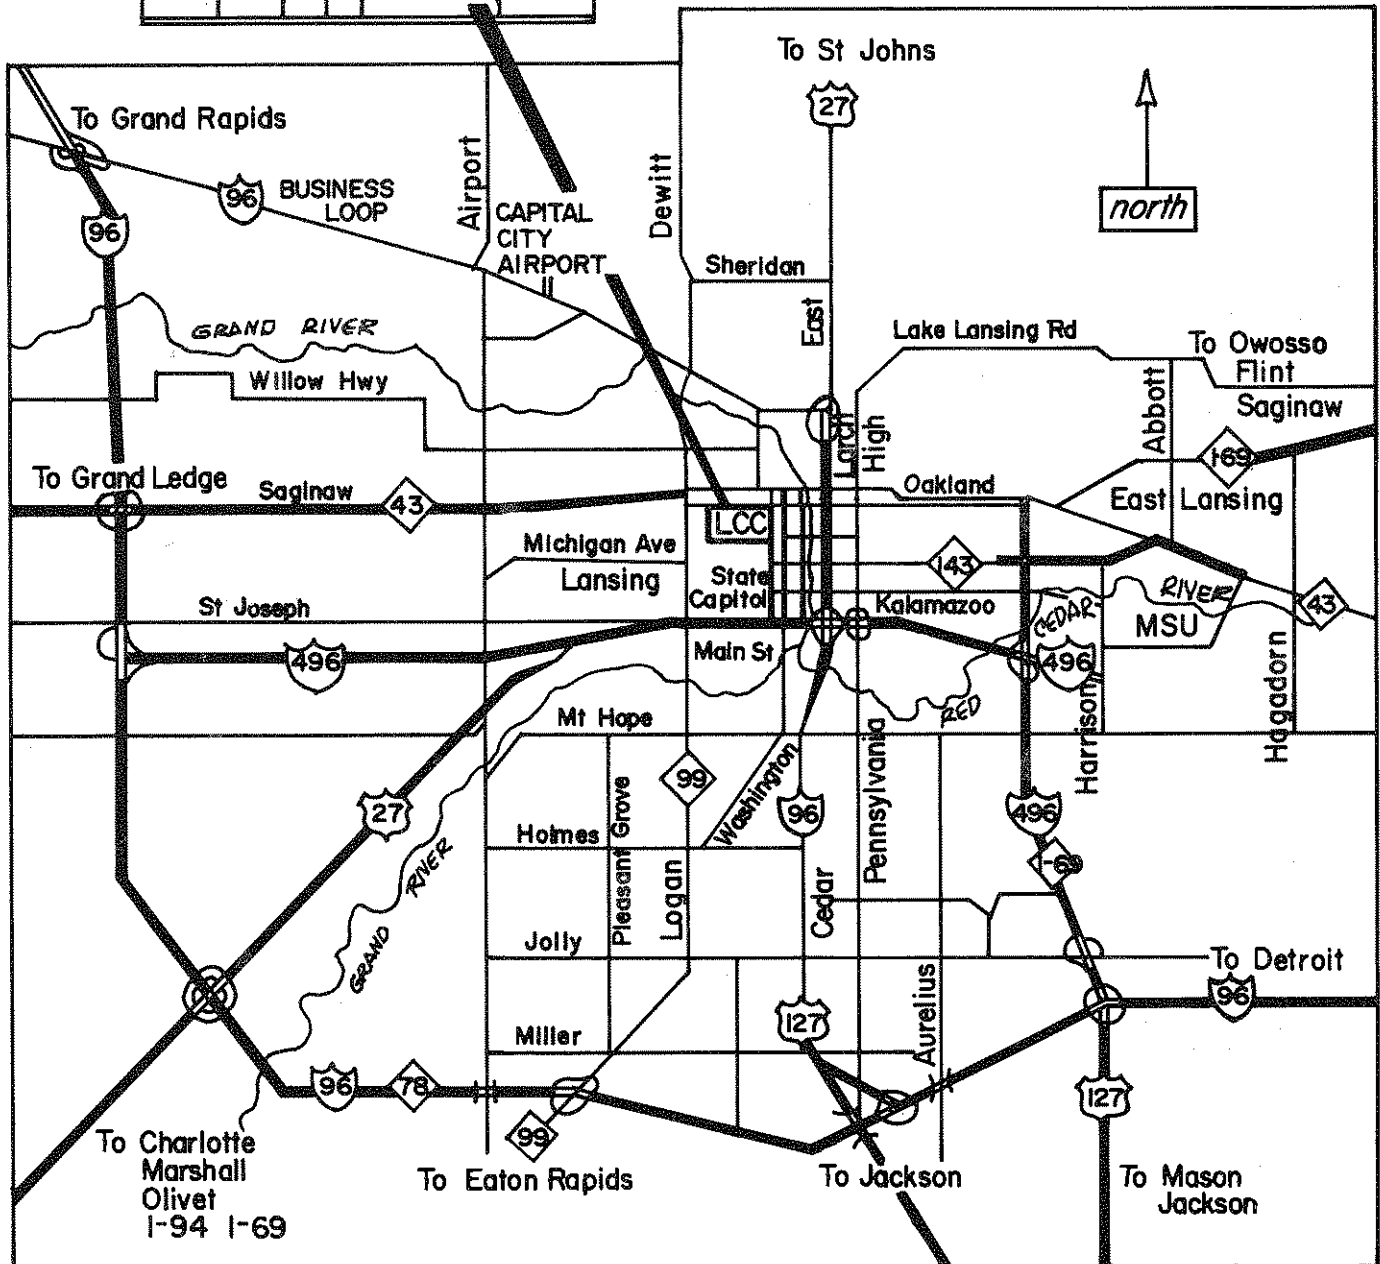 To St Johns
27
To Grand Rapids
96
BUSINESS
LOOP
96
Airport
CAPITAL
CITY
AIRPORT
Dewitt
north
Sheridan
East
GRAND RIVER
Willow Hwy
Lake Lansing Rd
To Owosso
Flint
Saginaw
Abbott
Larch
High
I-69
To Grand Ledge
Saginaw
43
Oakland
East Lansing
LCC
Michigan Ave
Lansing
State
Capitol
143
St Joseph
Kalamazoo
CEDAR
RIVER
43
MSU
496
Main St
496
RED
Mt Hope
Harrison
Hagadorn
99
Washington
27
96
Pennsylvania
496
Holmes
Pleasant Grove
I-69
GRAND
RIVER
Logan
Cedar
Jolly
To Detroit
96
127
Miller
Aurelius
96
78
127
99
To Charlotte
Marshall
Olivet
I-94 I-69
To Eaton Rapids
To Jackson
To Mason
Jackson